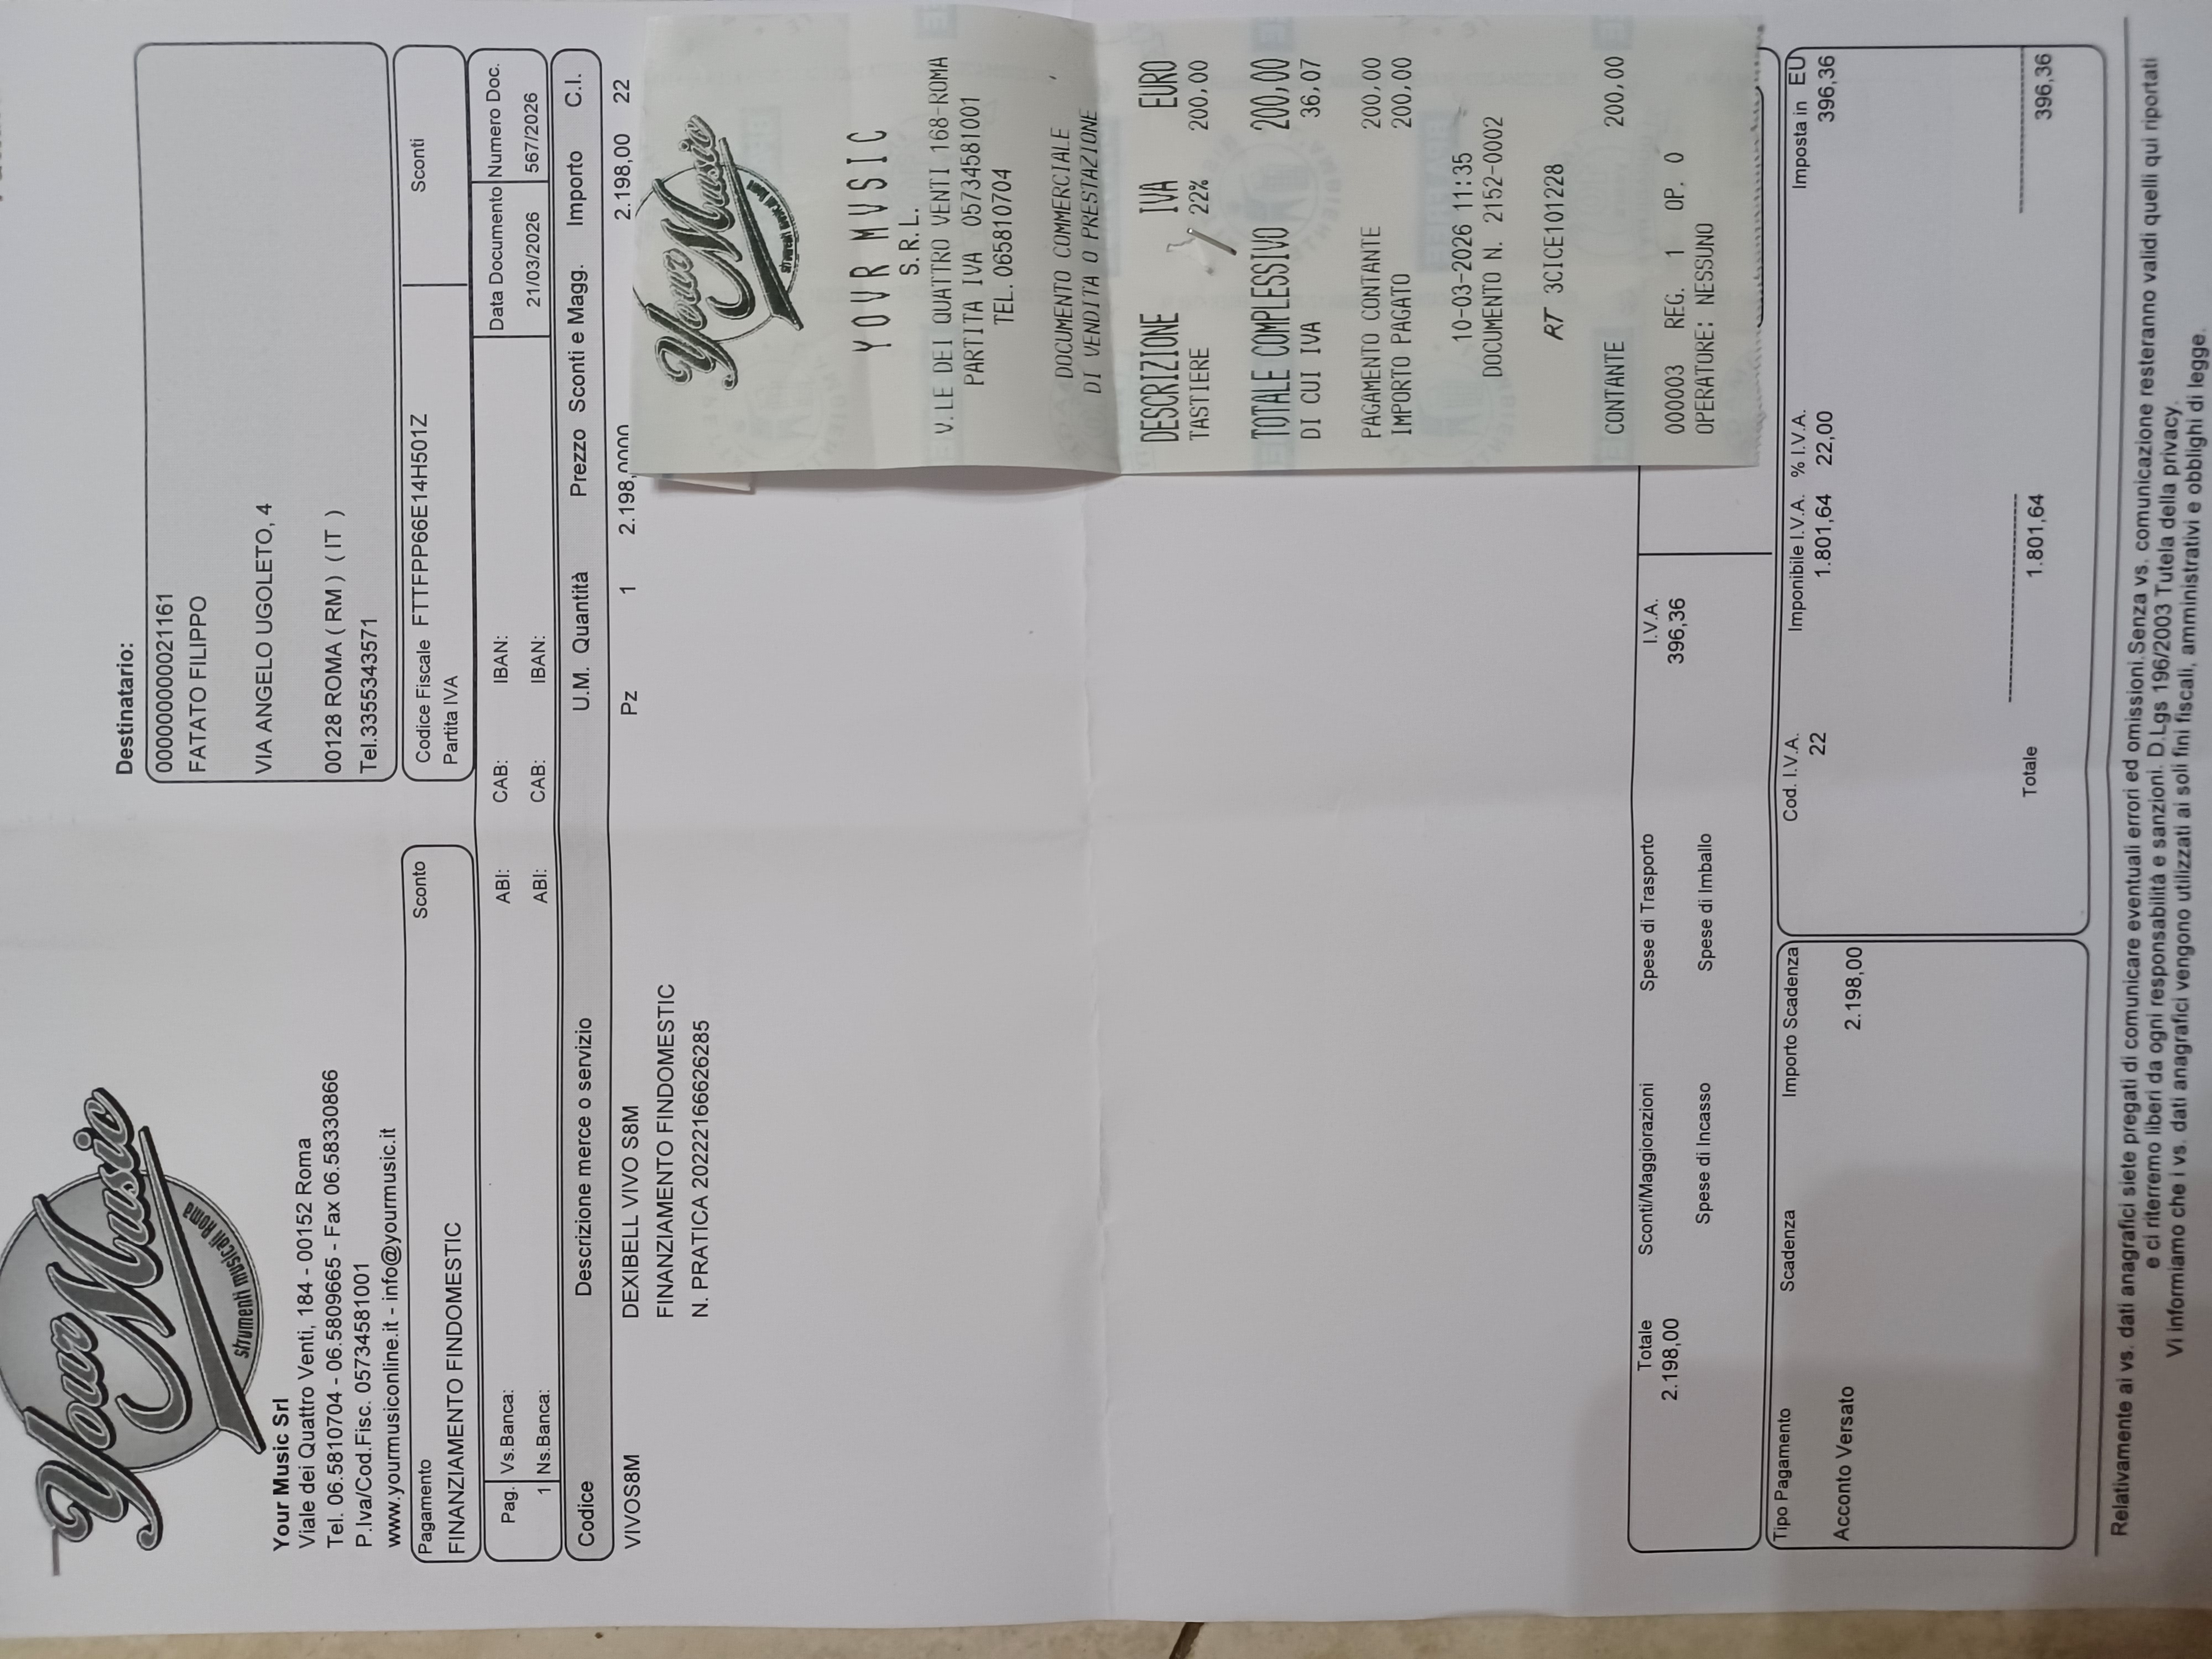 Your Music
strumenti musicali Roma
Your Music Srl
Viale dei Quattro Venti, 184 - 00152 Roma
Tel. 06.5810704 - 06.5809665 - Fax 06.58330866
P.Iva/Cod.Fisc. 05734581001
www.yourmusiconline.it - info@yourmusic.it
Destinatario:
0000000000021161
FATATO FILIPPO
VIA ANGELO UGOLETO, 4
00128 ROMA ( RM ) ( IT )
Tel.3355343571
Pagamento Sconto
FINANZIAMENTO FINDOMESTIC
Codice Fiscale FTTFPP66E14H501Z Sconti
Partita IVA
Pag. Vs.Banca: ABI: CAB: IBAN: Data Documento Numero Doc.
1 Ns.Banca: ABI: CAB: IBAN: 21/03/2026 567/2026
Codice Descrizione merce o servizio U.M. Quantità Prezzo Sconti e Magg. Importo C.I.
VIVOS8M DEXIBELL VIVO S8M Pz 1 2.198,0000 2.198,00 22
FINANZIAMENTO FINDOMESTIC
N. PRATICA 20222166626285
Your Music
YOUR MUSIC
S.R.L.
V.LE DEI QUATTRO VENTI 168-ROMA
PARTITA IVA 05734581001
TEL. 065810704
DOCUMENTO COMMERCIALE
DI VENDITA O PRESTAZIONE
DESCRIZIONE IVA EURO
TASTIERE 22% 200,00
TOTALE COMPLESSIVO 200,00
DI CUI IVA 36,07
PAGAMENTO CONTANTE 200,00
IMPORTO PAGATO 200,00
10-03-2026 11:35
DOCUMENTO N. 2152-0002
RT 3CICE101228
CONTANTE 200,00
000003 REG. 1 OP. 0
OPERATORE: NESSUNO
Totale Sconti/Maggiorazioni Spese di Trasporto I.V.A.
2.198,00 396,36
Spese di Incasso Spese di Imballo
Tipo Pagamento Scadenza Importo Scadenza
Acconto Versato 2.198,00
Cod. I.V.A. Imponibile I.V.A. % I.V.A. Imposta in EU
22 1.801,64 22,00 396,36
Totale 1.801,64 396,36
Relativamente ai vs. dati anagrafici siete pregati di comunicare eventuali errori ed omissioni.Senza vs. comunicazione resteranno validi quelli qui riportati
e ci riterremo liberi da ogni responsabilità e sanzioni. D.Lgs 196/2003 Tutela della privacy.
Vi informiamo che i vs. dati anagrafici vengono utilizzati ai soli fini fiscali, amministrativi e obblighi di legge.